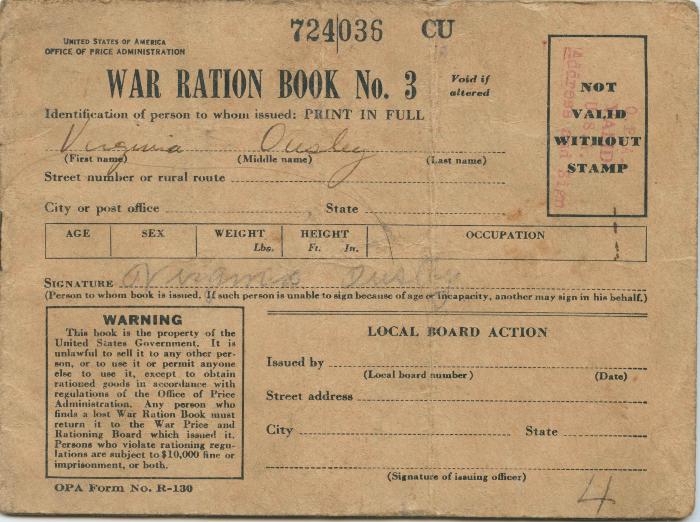 724036 CU
UNITED STATES OF AMERICA
OFFICE OF PRICE ADMINISTRATION
WAR RATION BOOK No. 3
Void if
altered
NOT
VALID
WITHOUT
STAMP
Identification of person to whom issued: PRINT IN FULL
Virginia Ousley
(First name) (Middle name) (Last name)
Street number or rural route
City or post office State
AGE SEX WEIGHT HEIGHT OCCUPATION
Lbs. Ft. In.
SIGNATURE Virginia Ousley
(Person to whom book is issued. If such person is unable to sign because of age or incapacity, another may sign in his behalf.)
WARNING
This book is the property of the
United States Government. It is
unlawful to sell it to any other per-
son, or to use it or permit anyone
else to use it, except to obtain
rationed goods in accordance with
regulations of the Office of Price
Administration. Any person who
finds a lost War Ration Book must
return it to the War Price and
Rationing Board which issued it.
Persons who violate rationing regu-
lations are subject to $10,000 fine or
imprisonment, or both.
OPA Form No. R-130
LOCAL BOARD ACTION
Issued by
(Local board number) (Date)
Street address
City State
(Signature of issuing officer)
4